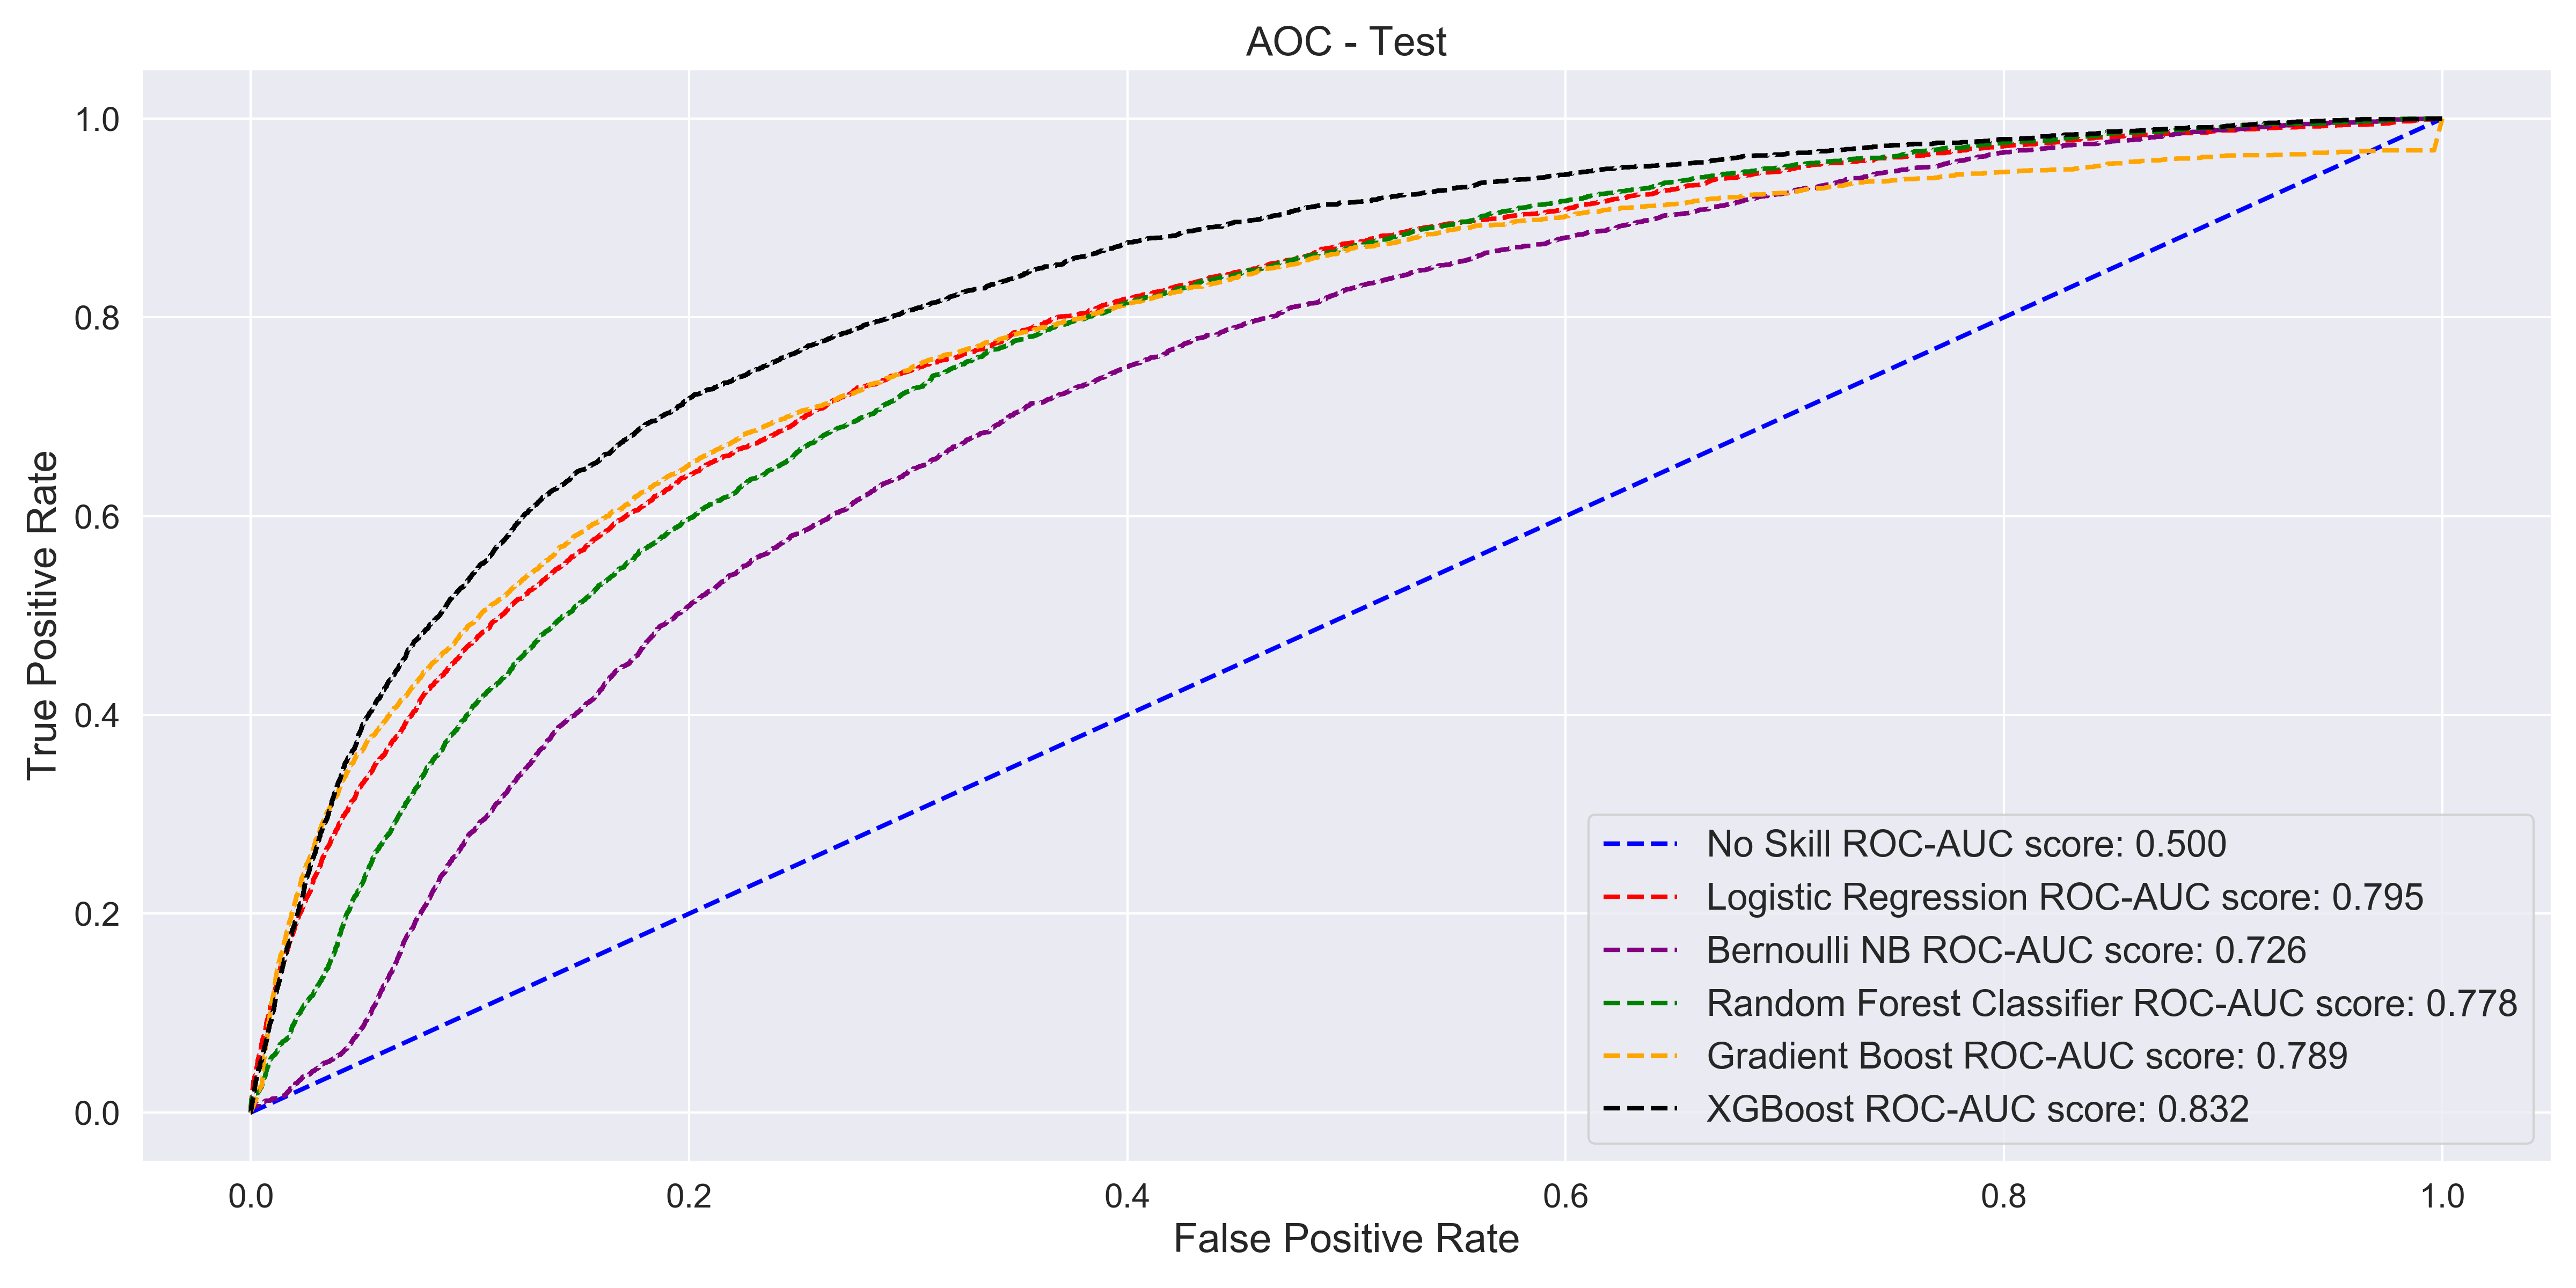 AOC - Test
1.0
0.8
0.6
0.4
0.2
0.0
True Positive Rate
No Skill ROC-AUC score: 0.500
Logistic Regression ROC-AUC score: 0.795
Bernoulli NB ROC-AUC score: 0.726
Random Forest Classifier ROC-AUC score: 0.778
Gradient Boost ROC-AUC score: 0.789
XGBoost ROC-AUC score: 0.832
0.0 0.2 0.4 0.6 0.8 1.0
False Positive Rate